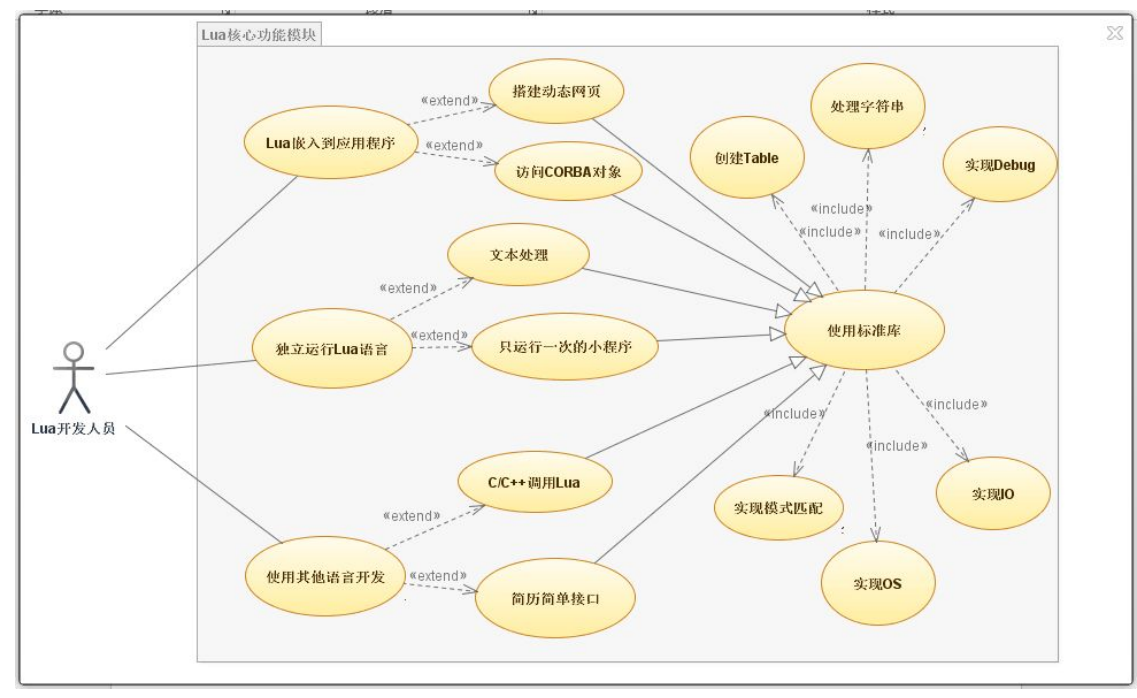 Lua核心功能模块
搭建动态网页
«extend»
Lua嵌入到应用程序
«extend»
访问CORBA对象
处理字符串
创建Table
实现Debug
«include»
«include»
«include»
文本处理
«extend»
独立运行Lua语言
«extend»
只运行一次的小程序
使用标准库
Lua开发人员
«include»
«include»
«include»
C/C++调用Lua
«extend»
使用其他语言开发
«extend»
简历简单接口
实现模式匹配
实现IO
实现OS